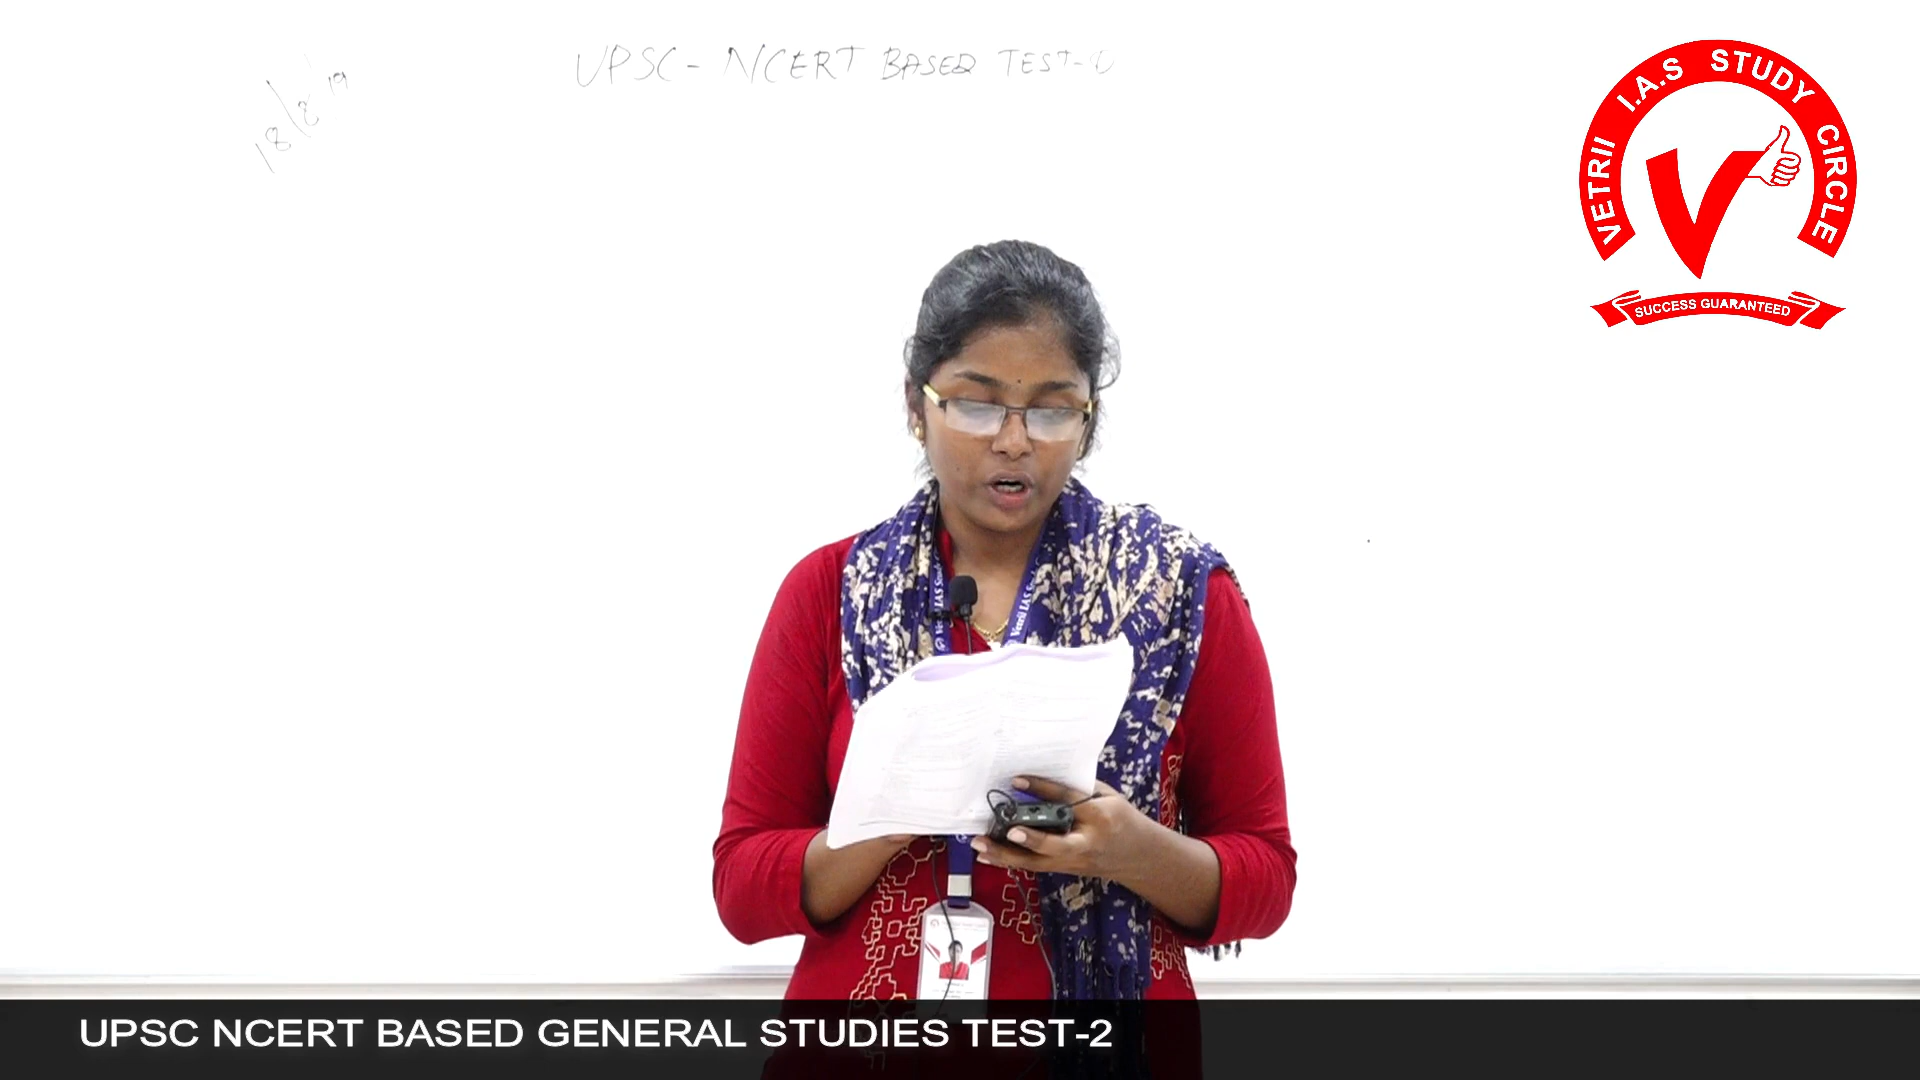 18/8/19
UPSC- NCERT BASED TEST-
VETRII I.A.S STUDY CIRCLE
SUCCESS GUARANTEED
Vetrii I.A.S
UPSC NCERT BASED GENERAL STUDIES TEST-2